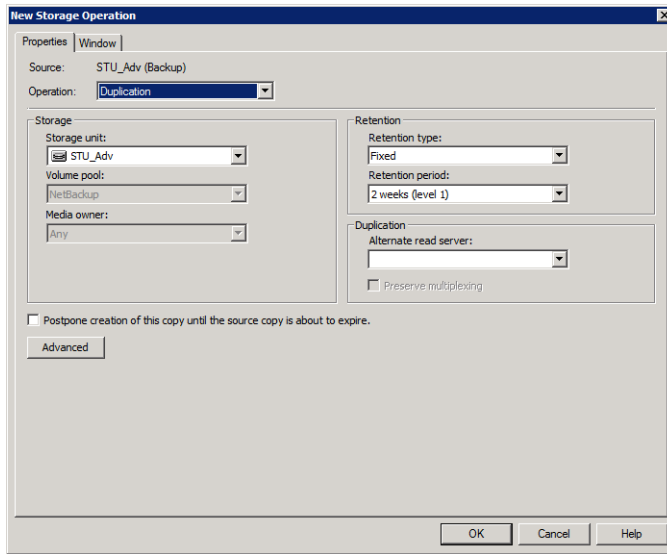 New Storage Operation
Properties Window
Source: STU_Adv (Backup)
Operation: Duplication
Storage
Storage unit:
STU_Adv
Volume pool:
NetBackup
Media owner:
Any
Retention
Retention type:
Fixed
Retention period:
2 weeks (level 1)
Duplication
Alternate read server:
Preserve multiplexing
Postpone creation of this copy until the source copy is about to expire.
Advanced
OK Cancel Help